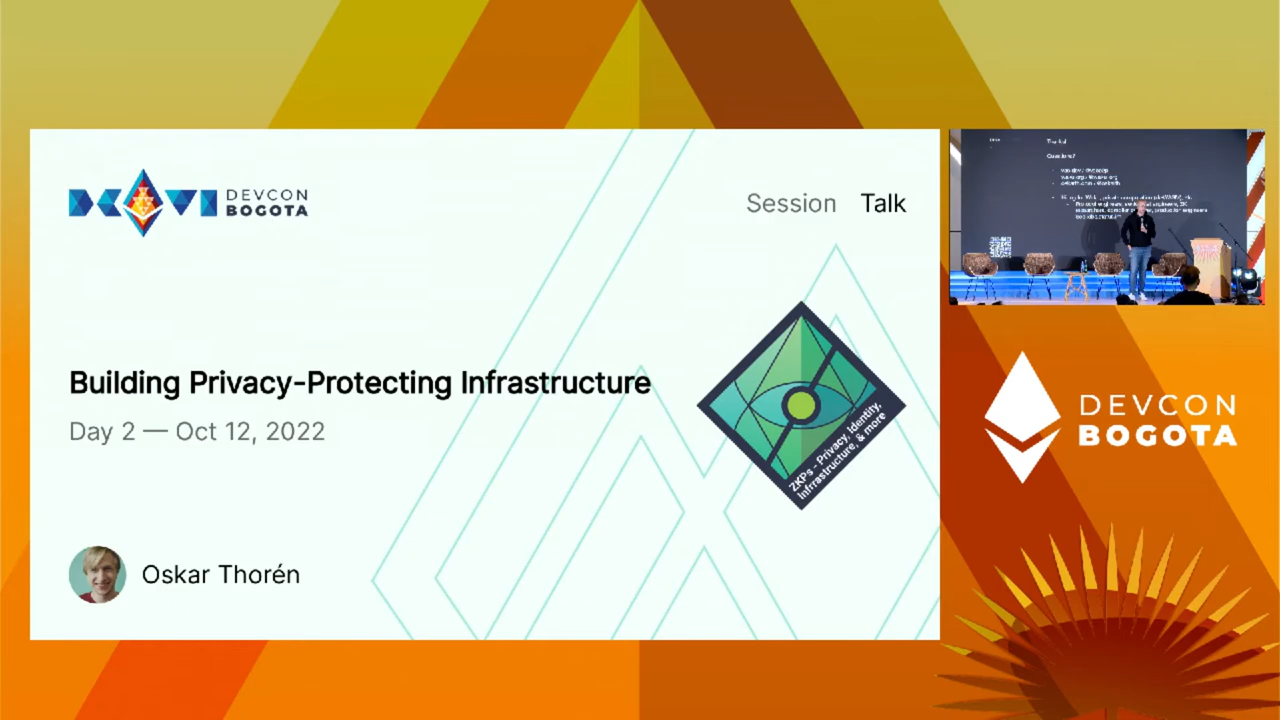 DEVCON
BOGOTA
Session Talk
Building Privacy-Protecting Infrastructure
Day 2 — Oct 12, 2022
ZKPs - Privacy, Identity,
Infrastructure, & more
Oskar Thorén
Questions?
DEVCON
BOGOTA